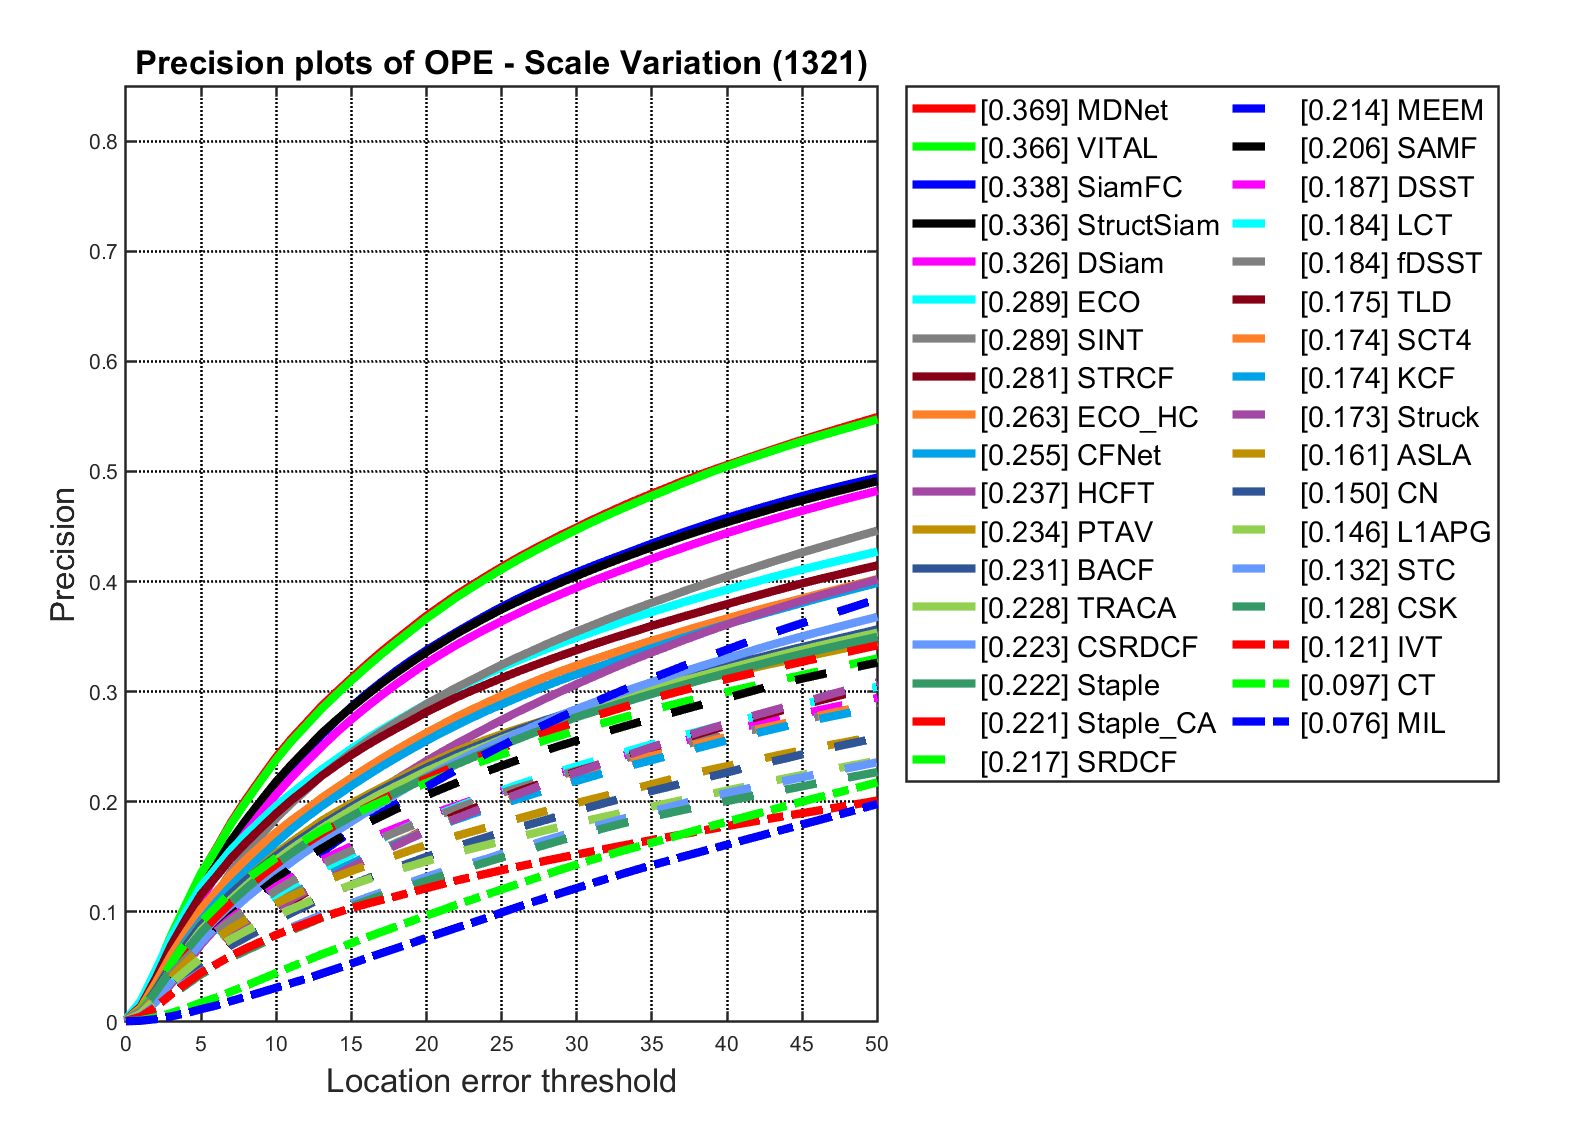 Precision plots of OPE - Scale Variation (1321)
Precision
0.8
0.7
0.6
0.5
0.4
0.3
0.2
0.1
0
0 5 10 15 20 25 30 35 40 45 50
Location error threshold
[0.369] MDNet
[0.366] VITAL
[0.338] SiamFC
[0.336] StructSiam
[0.326] DSiam
[0.289] ECO
[0.289] SINT
[0.281] STRCF
[0.263] ECO_HC
[0.255] CFNet
[0.237] HCFT
[0.234] PTAV
[0.231] BACF
[0.228] TRACA
[0.223] CSRDCF
[0.222] Staple
[0.221] Staple_CA
[0.217] SRDCF
[0.214] MEEM
[0.206] SAMF
[0.187] DSST
[0.184] LCT
[0.184] fDSST
[0.175] TLD
[0.174] SCT4
[0.174] KCF
[0.173] Struck
[0.161] ASLA
[0.150] CN
[0.146] L1APG
[0.132] STC
[0.128] CSK
[0.121] IVT
[0.097] CT
[0.076] MIL